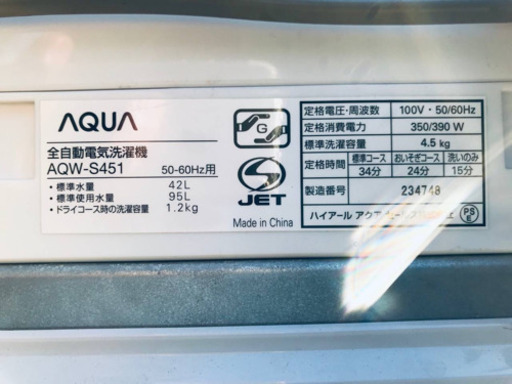 AQUA
全自動電気洗濯機
AQW-S451 50-60Hz用
・標準水量 42L
・標準使用水量 95L
・ドライコース時の洗濯容量 1.2kg
G
S
JET
Made in China
定格電圧・周波数 100V・50/60Hz
定格消費電力 350/390 W
標準洗濯容量 4.5 kg
定格時間 標準コース おいそぎコース 洗いのみ
34分 24分 15分
製造番号 234748
ハイアール アクア
PS
E